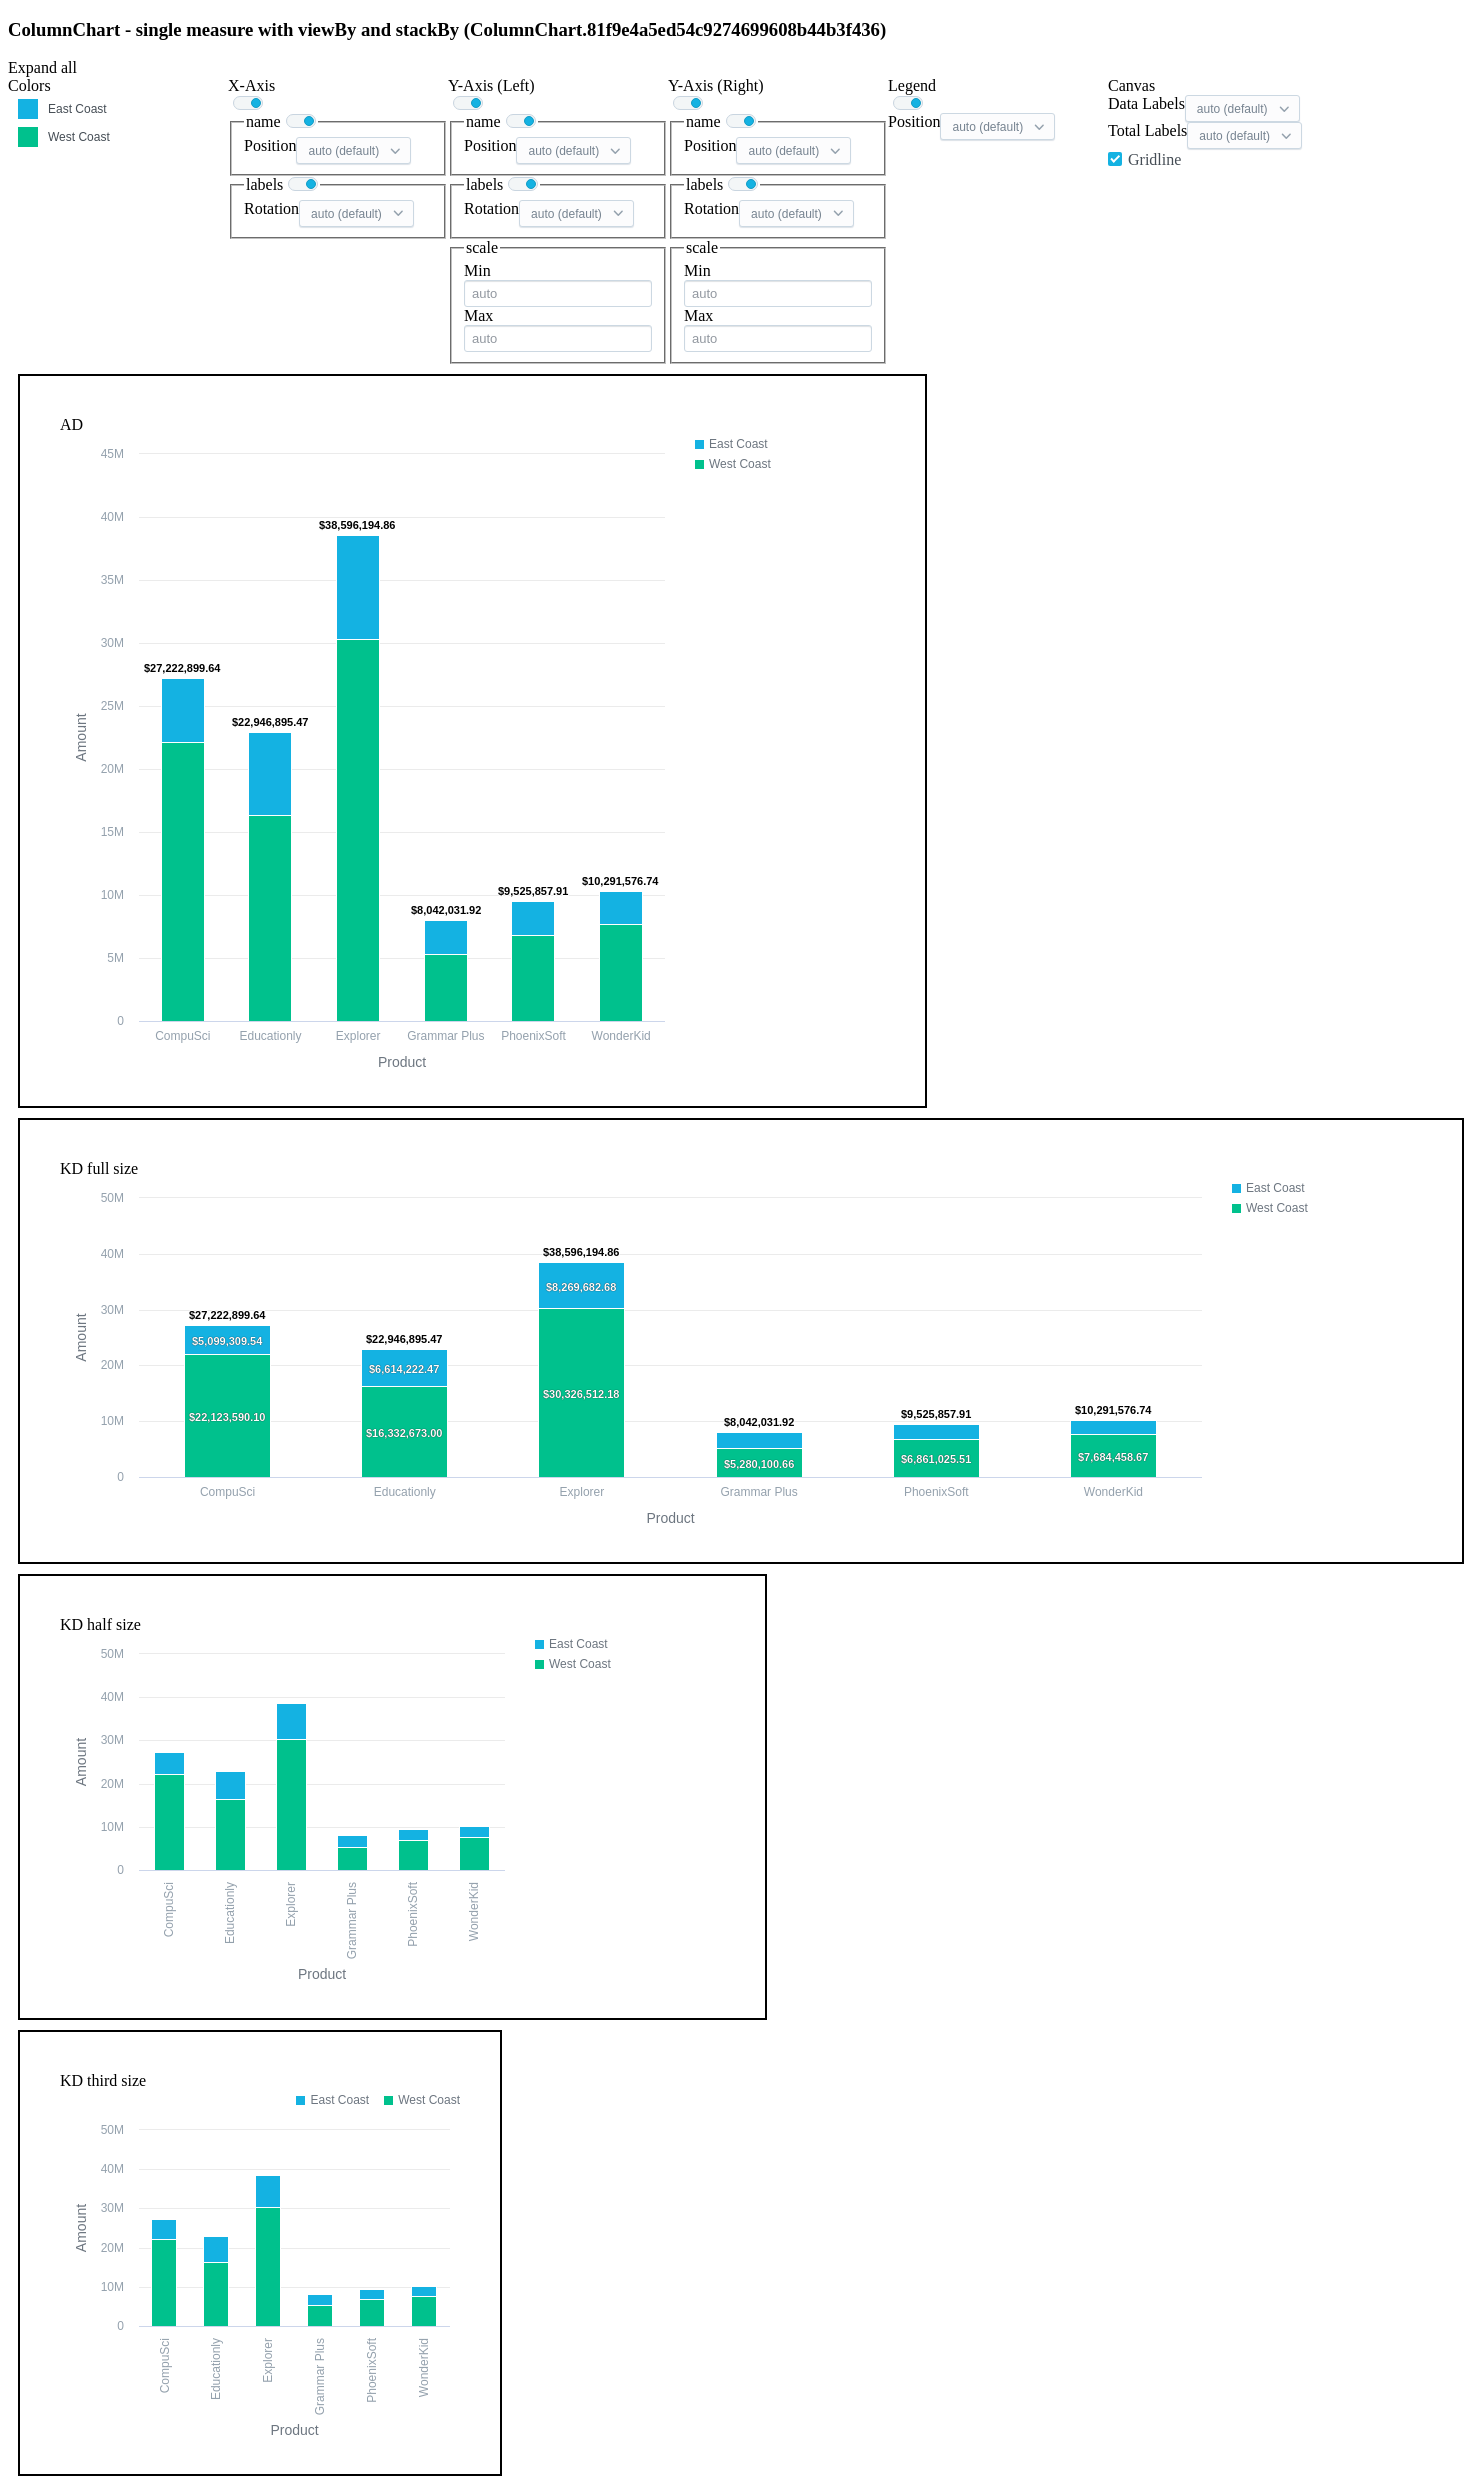 ColumnChart - single measure with viewBy and stackBy (ColumnChart.81f9e4a5ed54c9274699608b44b3f436)
Expand all
Colors
East Coast
West Coast
X-Axis
name
Position auto (default)
labels
Rotation auto (default)
Y-Axis (Left)
name
Position auto (default)
labels
Rotation auto (default)
scale
Min
auto
Max
auto
Y-Axis (Right)
name
Position auto (default)
labels
Rotation auto (default)
scale
Min
auto
Max
auto
Legend
Position auto (default)
Canvas
Data Labels auto (default)
Total Labels auto (default)
Gridline
AD
East Coast
West Coast
45M
40M
35M
30M
25M
20M
15M
10M
5M
0
Amount
$27,222,899.64
$22,946,895.47
$38,596,194.86
$8,042,031.92
$9,525,857.91
$10,291,576.74
CompuSci Educationly Explorer Grammar Plus PhoenixSoft WonderKid
Product
KD full size
East Coast
West Coast
50M
40M
30M
20M
10M
0
Amount
$27,222,899.64
$5,099,309.54
$22,123,590.10
$22,946,895.47
$6,614,222.47
$16,332,673.00
$38,596,194.86
$8,269,682.68
$30,326,512.18
$8,042,031.92
$5,280,100.66
$9,525,857.91
$6,861,025.51
$10,291,576.74
$7,684,458.67
CompuSci Educationly Explorer Grammar Plus PhoenixSoft WonderKid
Product
KD half size
East Coast
West Coast
50M
40M
30M
20M
10M
0
Amount
CompuSci
Educationly
Explorer
Grammar Plus
PhoenixSoft
WonderKid
Product
KD third size
East Coast West Coast
50M
40M
30M
20M
10M
0
Amount
CompuSci
Educationly
Explorer
Grammar Plus
PhoenixSoft
WonderKid
Product